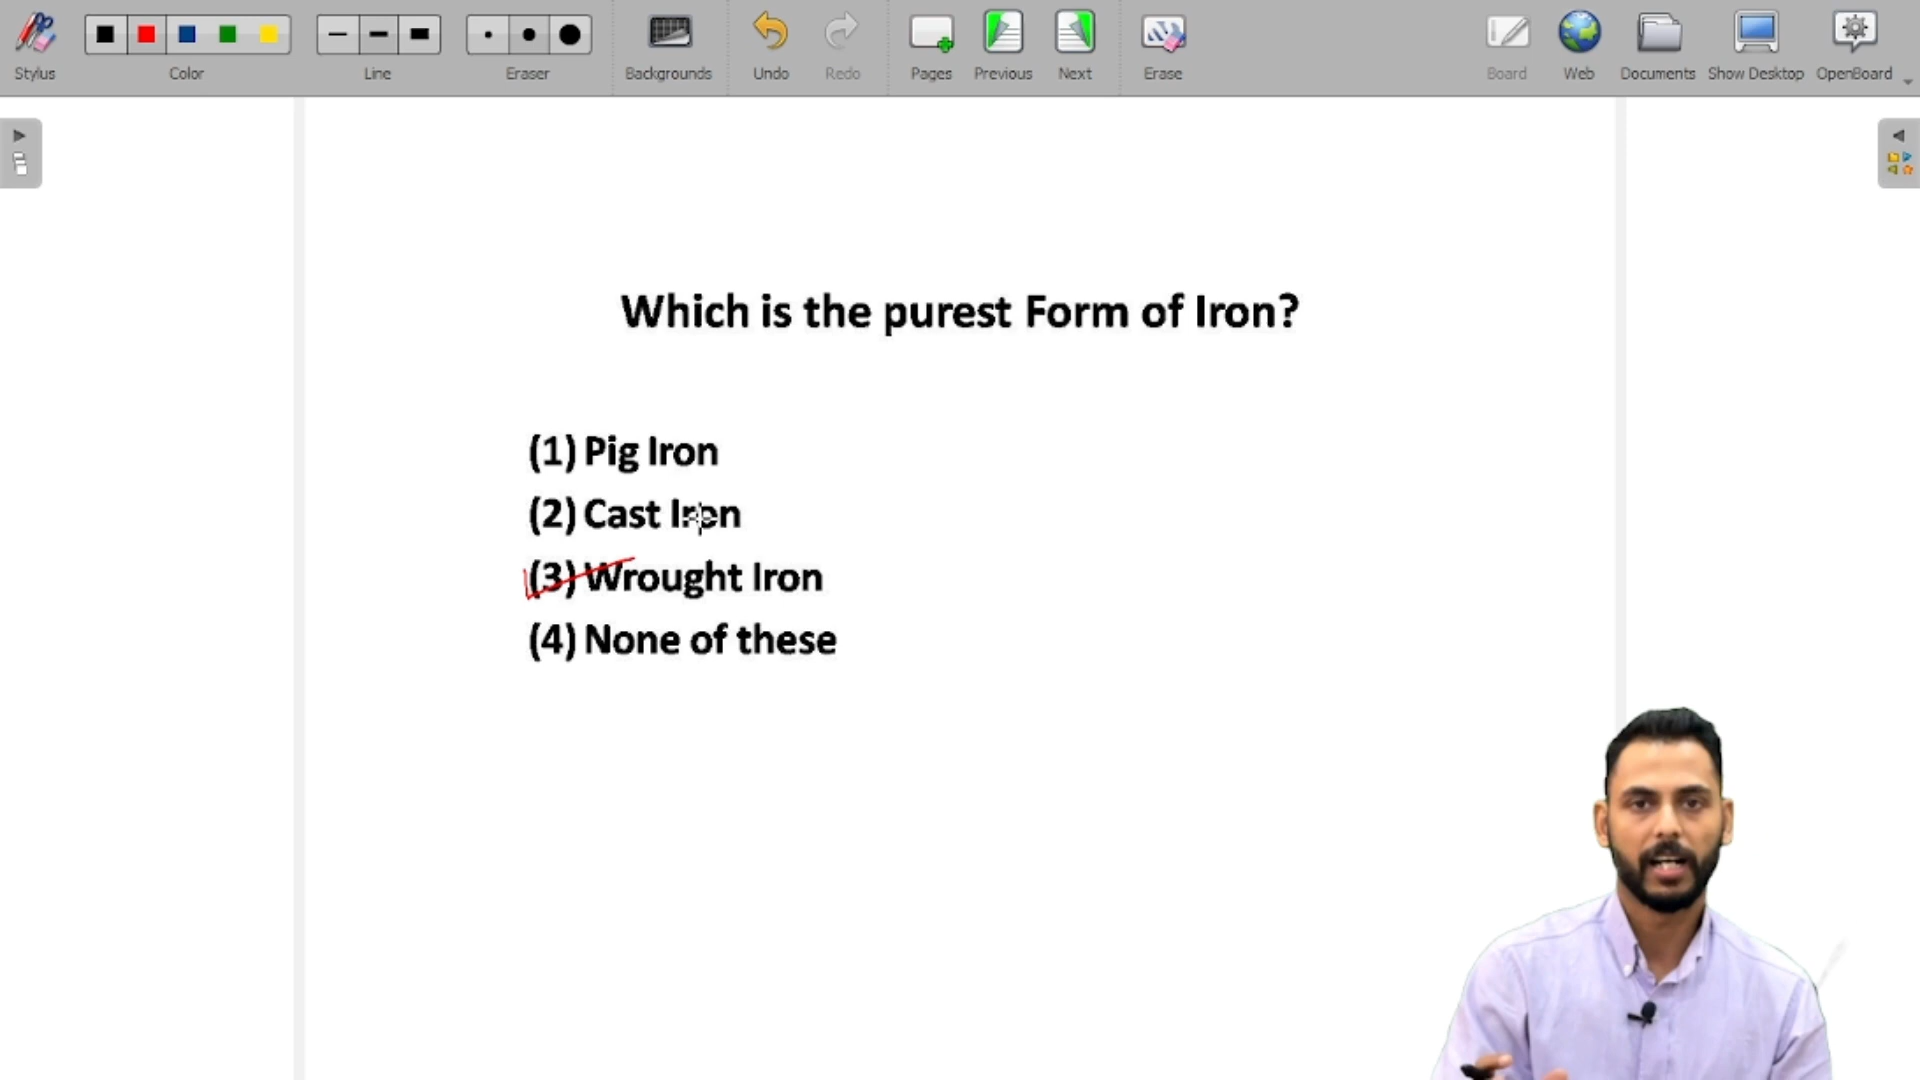 Stylus
Color
Line
Eraser
Backgrounds
Undo
Redo
Pages
Previous
Next
Erase
Board
Web
Documents
Show Desktop
OpenBoard
Which is the purest Form of Iron?
(1) Pig Iron
(2) Cast Iron
(3) Wrought Iron
(4) None of these